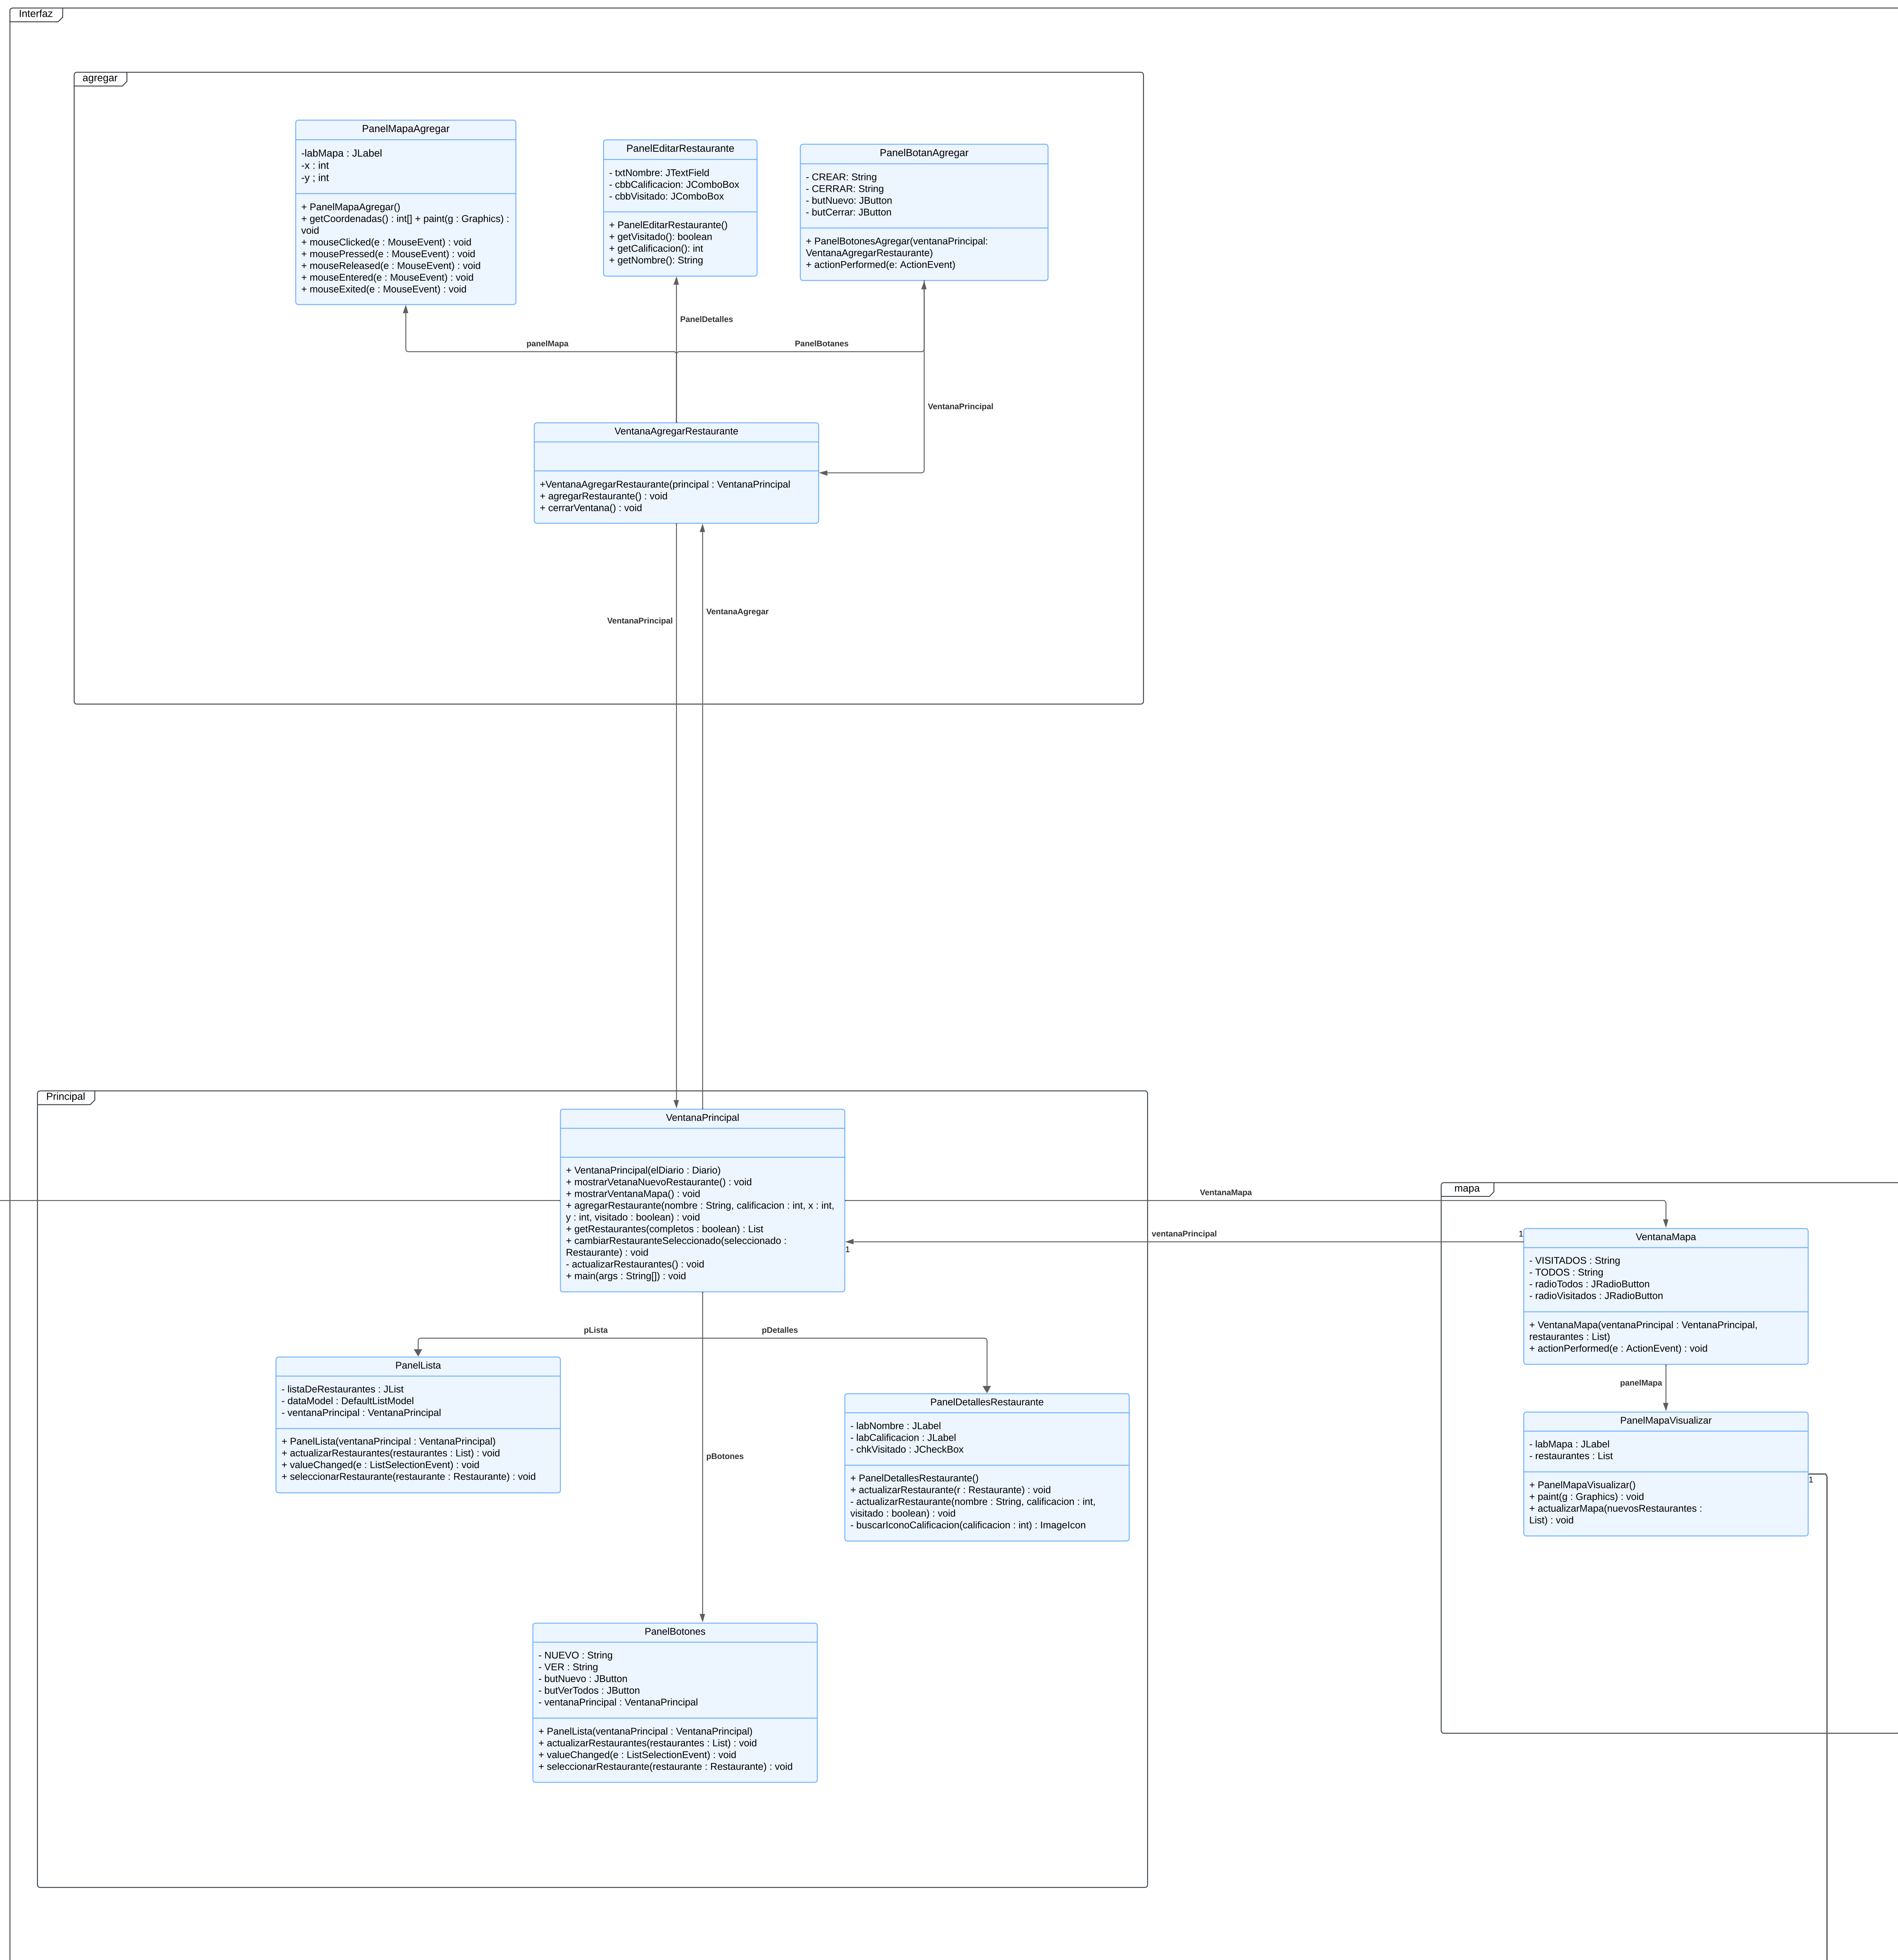 Interfaz
agregar
PanelMapaAgregar
-labMapa : JLabel
-x : int
-y ; int
+ PanelMapaAgregar()
+ getCoordenadas() : int[] + paint(g : Graphics) :
void
+ mouseClicked(e : MouseEvent) : void
+ mousePressed(e : MouseEvent) : void
+ mouseReleased(e : MouseEvent) : void
+ mouseEntered(e : MouseEvent) : void
+ mouseExited(e : MouseEvent) : void
PanelEditarRestaurante
- txtNombre: JTextField
- cbbCalificacion: JComboBox
- cbbVisitado: JComboBox
+ PanelEditarRestaurante()
+ getVisitado(): boolean
+ getCalificacion(): int
+ getNombre(): String
PanelBotanAgregar
- CREAR: String
- CERRAR: String
- butNuevo: JButton
- butCerrar: JButton
+ PanelBotonesAgregar(ventanaPrincipal:
VentanaAgregarRestaurante)
+ actionPerformed(e: ActionEvent)
PanelDetalles
panelMapa
PanelBotanes
VentanaPrincipal
VentanaAgregarRestaurante
+VentanaAgregarRestaurante(principal : VentanaPrincipal
+ agregarRestaurante() : void
+ cerrarVentana() : void
VentanaAgregar
VentanaPrincipal
Principal
VentanaPrincipal
+ VentanaPrincipal(elDiario : Diario)
+ mostrarVetanaNuevoRestaurante() : void
+ mostrarVentanaMapa() : void
+ agregarRestaurante(nombre : String, calificacion : int, x : int,
y : int, visitado : boolean) : void
+ getRestaurantes(completos : boolean) : List
+ cambiarRestauranteSeleccionado(seleccionado :
Restaurante) : void
- actualizarRestaurantes() : void
+ main(args : String[]) : void
VentanaMapa
ventanaPrincipal
1
1
mapa
VentanaMapa
- VISITADOS : String
- TODOS : String
- radioTodos : JRadioButton
- radioVisitados : JRadioButton
+ VentanaMapa(ventanaPrincipal : VentanaPrincipal,
restaurantes : List)
+ actionPerformed(e : ActionEvent) : void
panelMapa
PanelMapaVisualizar
- labMapa : JLabel
- restaurantes : List
+ PanelMapaVisualizar()
+ paint(g : Graphics) : void
+ actualizarMapa(nuevosRestaurantes :
List) : void
1
pLista
pDetalles
PanelLista
- listaDeRestaurantes : JList
- dataModel : DefaultListModel
- ventanaPrincipal : VentanaPrincipal
+ PanelLista(ventanaPrincipal : VentanaPrincipal)
+ actualizarRestaurantes(restaurantes : List) : void
+ valueChanged(e : ListSelectionEvent) : void
+ seleccionarRestaurante(restaurante : Restaurante) : void
PanelDetallesRestaurante
- labNombre : JLabel
- labCalificacion : JLabel
- chkVisitado : JCheckBox
+ PanelDetallesRestaurante()
+ actualizarRestaurante(r : Restaurante) : void
- actualizarRestaurante(nombre : String, calificacion : int,
visitado : boolean) : void
- buscarIconoCalificacion(calificacion : int) : ImageIcon
pBotones
PanelBotones
- NUEVO : String
- VER : String
- butNuevo : JButton
- butVerTodos : JButton
- ventanaPrincipal : VentanaPrincipal
+ PanelLista(ventanaPrincipal : VentanaPrincipal)
+ actualizarRestaurantes(restaurantes : List) : void
+ valueChanged(e : ListSelectionEvent) : void
+ seleccionarRestaurante(restaurante : Restaurante) : void